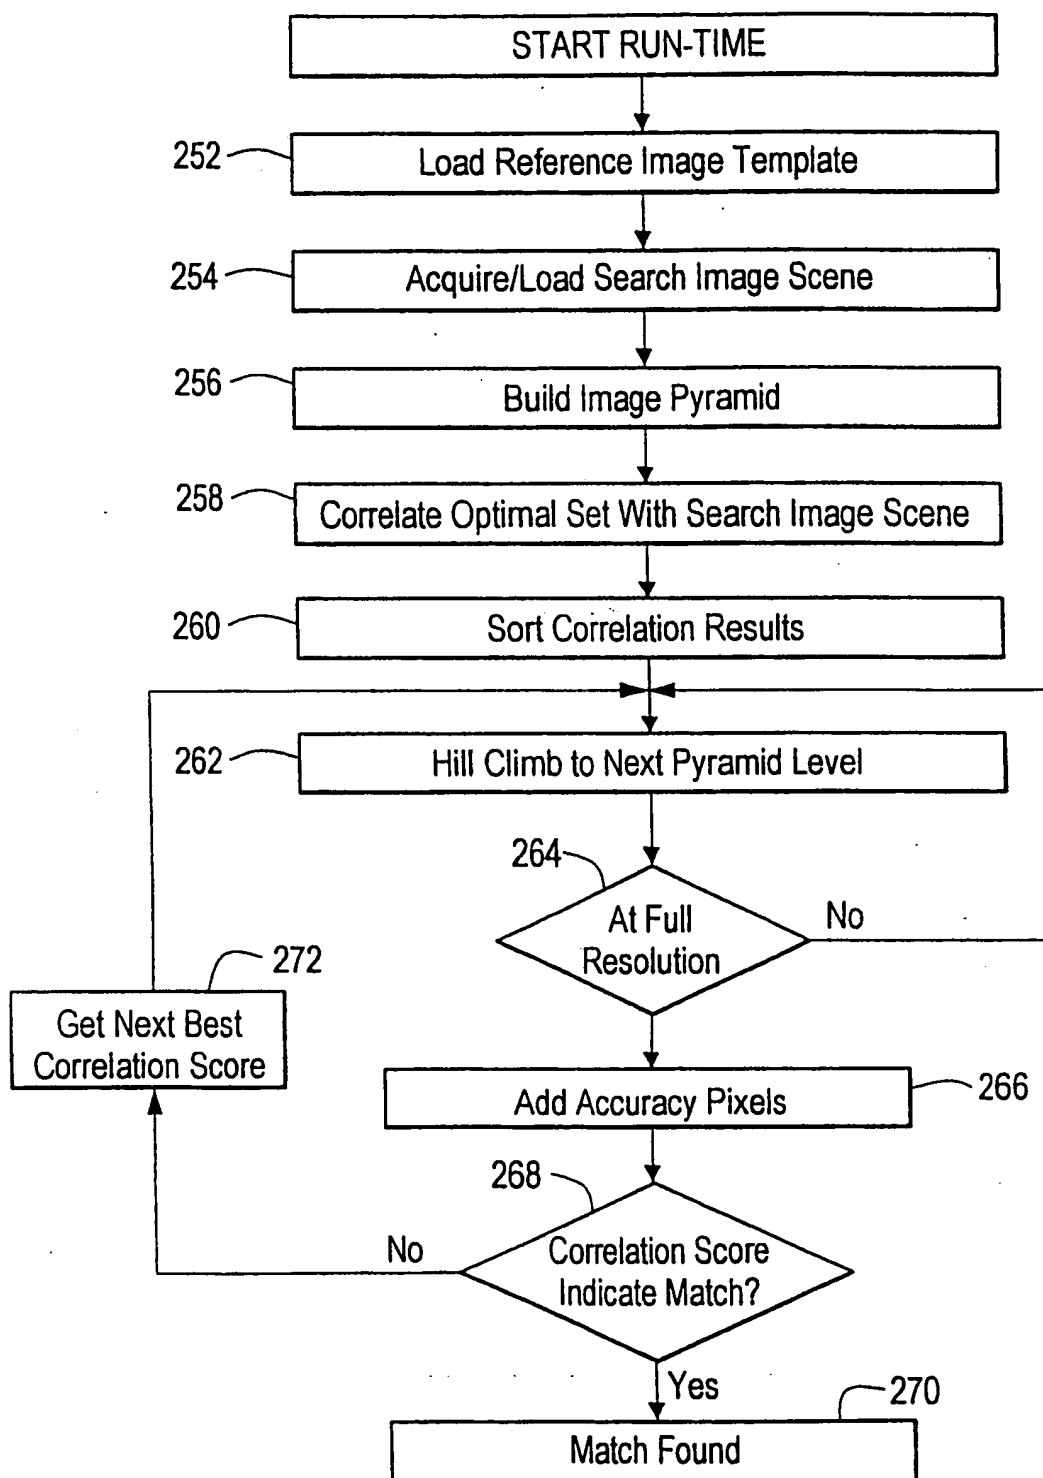 START RUN-TIME
252
Load Reference Image Template
254
Acquire/Load Search Image Scene
256
Build Image Pyramid
258
Correlate Optimal Set With Search Image Scene
260
Sort Correlation Results
262
Hill Climb to Next Pyramid Level
264
At Full
Resolution
No
272
Get Next Best
Correlation Score
Add Accuracy Pixels
266
268
No
Correlation Score
Indicate Match?
Yes
270
Match Found